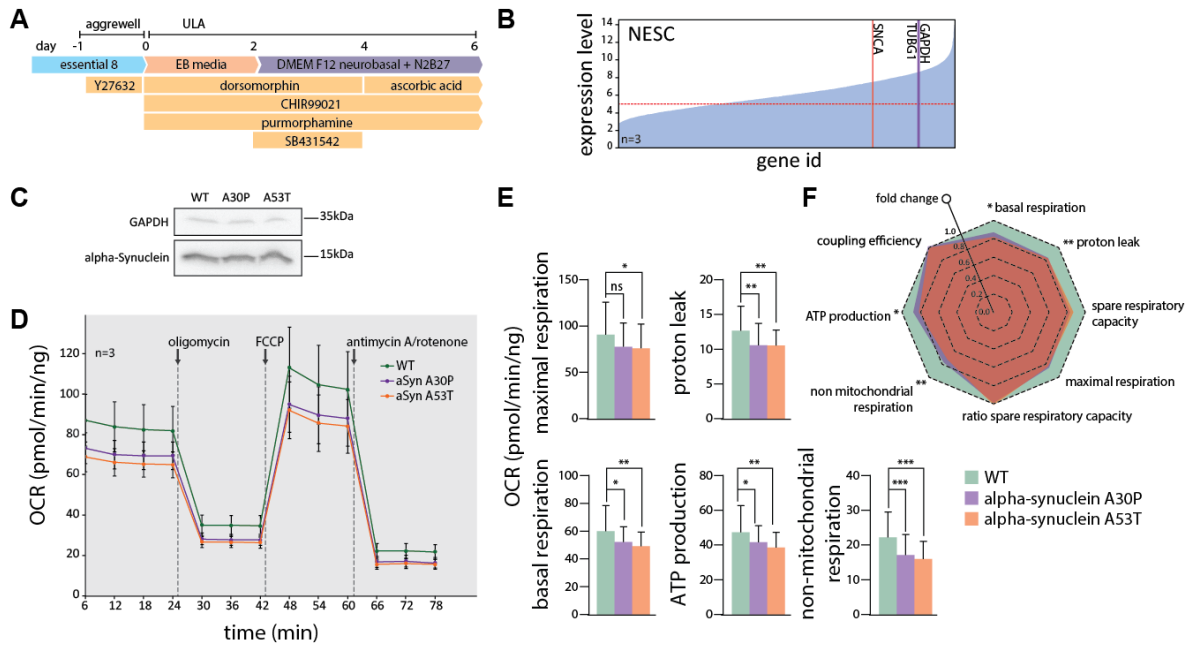 A
aggrewell
ULA
day
-1
0
2
4
6
essential 8
EB media
DMEM F12 neurobasal + N2B27
Y27632
dorsomorphin
ascorbic acid
CHIR99021
purmorphamine
SB431542
B
expression level
14
12
10
8
6
4
2
0
NESC
SNCA
TUBG1
GAPDH
n=3
gene id
C
WT
A30P
A53T
GAPDH
35kDa
alpha-Synuclein
15kDa
D
OCR (pmol/min/ng)
120
100
80
60
40
20
0
n=3
oligomycin
FCCP
antimycin A/rotenone
WT
aSyn A30P
aSyn A53T
6
12
18
24
30
36
42
48
54
60
66
72
78
time (min)
E
OCR (pmol/min/ng)
maximal respiration
150
100
50
0
ns
*
proton leak
20
15
10
5
0
**
**
basal respiration
80
60
40
20
0
*
**
ATP production
80
60
40
20
0
*
**
non-mitochondrial
respiration
40
30
20
10
0
***
***
F
fold change
1.0
0.8
0.6
0.4
0.2
0.0
* basal respiration
** proton leak
spare respiratory
capacity
maximal respiration
ratio spare respiratory capacity
non mitochondrial
respiration
**
ATP production *
coupling efficiency
WT
alpha-synuclein A30P
alpha-synuclein A53T